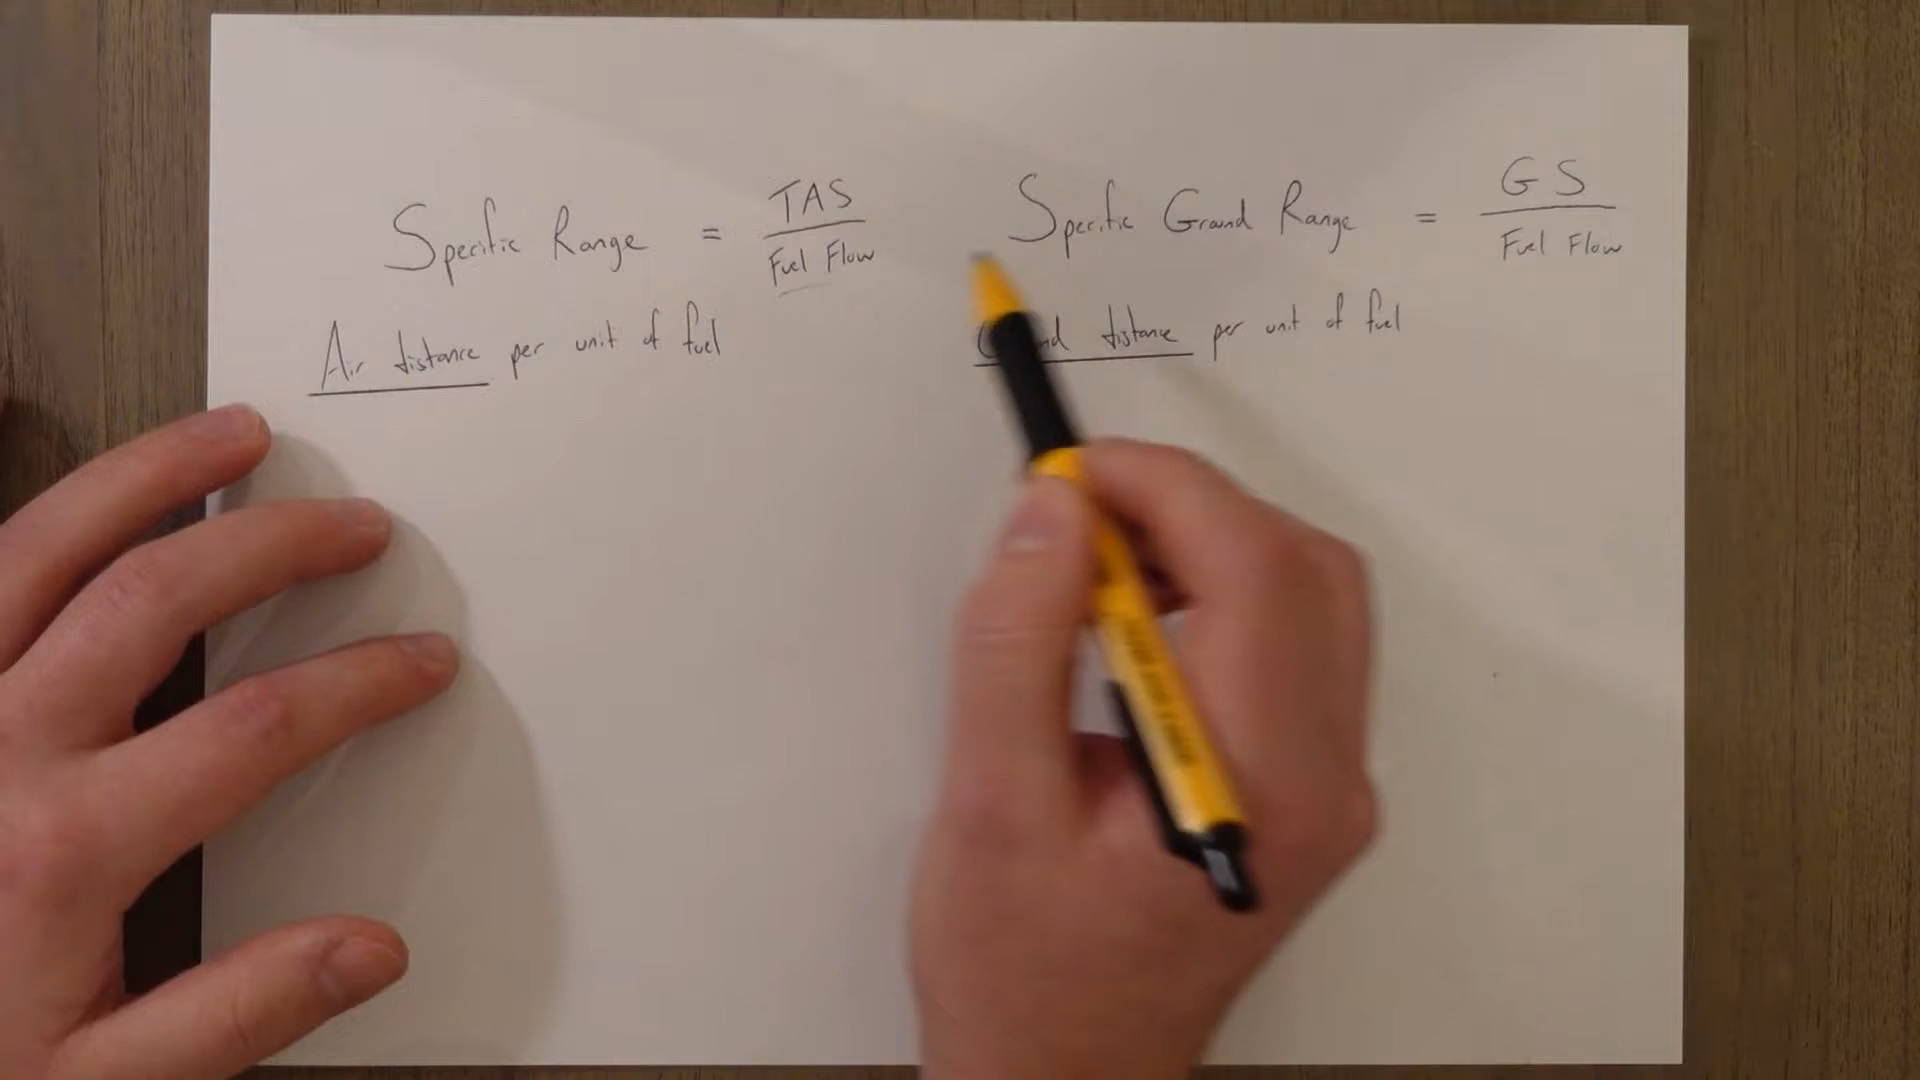 Specific Range = TAS / Fuel Flow
Air distance per unit of fuel
Specific Ground Range = GS / Fuel Flow
distance per unit of fuel